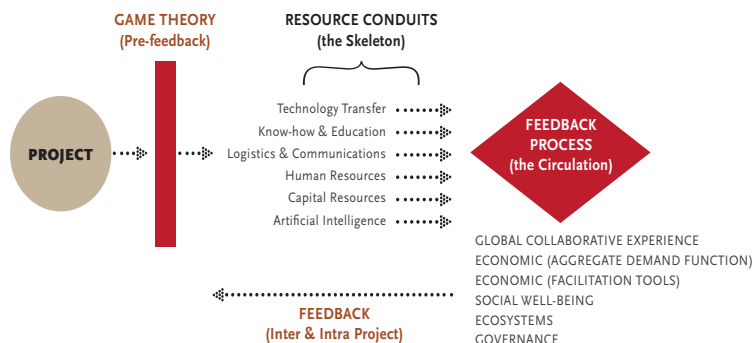 GAME THEORY
(Pre-feedback)
RESOURCE CONDUITS
(the Skeleton)
PROJECT
Technology Transfer
Know-how & Education
Logistics & Communications
Human Resources
Capital Resources
Artificial Intelligence
FEEDBACK
PROCESS
(the Circulation)
GLOBAL COLLABORATIVE EXPERIENCE
ECONOMIC (AGGREGATE DEMAND FUNCTION)
ECONOMIC (FACILITATION TOOLS)
SOCIAL WELL-BEING
ECOSYSTEMS
GOVERNANCE
FEEDBACK
(Inter & Intra Project)